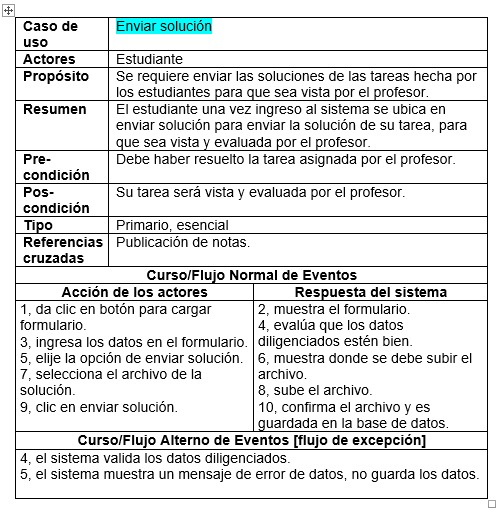 Caso de Enviar solución
uso
Actores Estudiante
Propósito Se requiere enviar las soluciones de las tareas hecha por
los estudiantes para que sea vista por el profesor.
Resumen El estudiante una vez ingreso al sistema se ubica en
enviar solución para enviar la solución de su tarea, para
que sea vista y evaluada por el profesor.
Pre- Debe haber resuelto la tarea asignada por el profesor.
condición
Pos- Su tarea será vista y evaluada por el profesor.
condición
Tipo Primario, esencial
Referencias Publicación de notas.
cruzadas
Curso/Flujo Normal de Eventos
Acción de los actores
1, da clic en botón para cargar
formulario.
3, ingresa los datos en el formulario.
5, elije la opción de enviar solución.
7, selecciona el archivo de la
solución.
9, clic en enviar solución.
Respuesta del sistema
2, muestra el formulario.
4, evalúa que los datos
diligenciados estén bien.
6, muestra donde se debe subir el
archivo.
8, sube el archivo.
10, confirma el archivo y es
guardada en la base de datos.
Curso/Flujo Alterno de Eventos [flujo de excepción]
4, el sistema valida los datos diligenciados.
5, el sistema muestra un mensaje de error de datos, no guarda los datos.